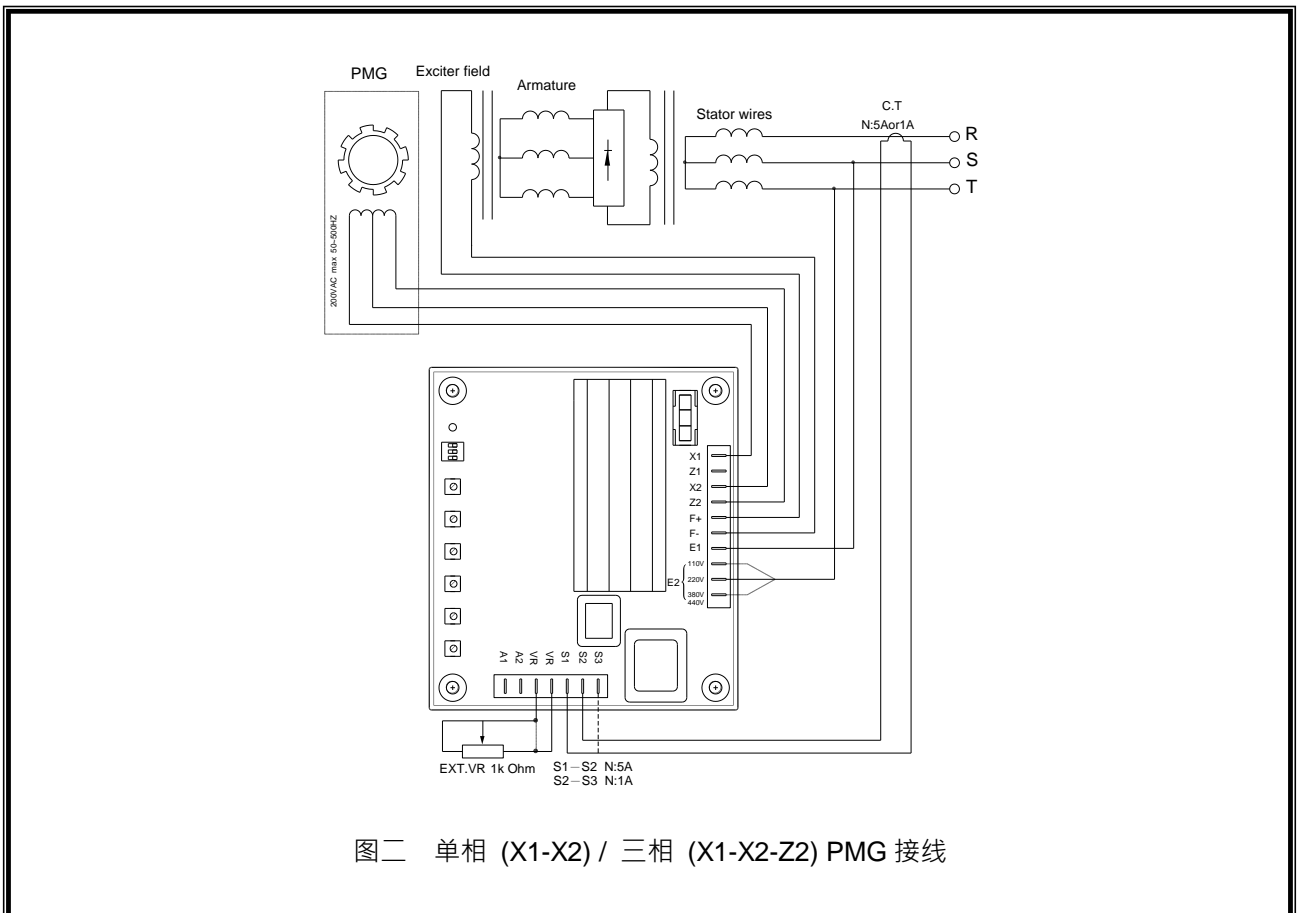 PMG
Exciter field
Armature
Stator wires
C.T
N:5Aor1A
R
S
T
200VAC max 50~500HZ
X1
Z1
X2
Z2
F+
F-
E1
E2
110V
220V
380V
440V
A1
A2
VR
VR
S1
S2
S3
EXT.VR 1k Ohm
S1—S2 N:5A
S2—S3 N:1A
图二 单相 (X1-X2) / 三相 (X1-X2-Z2) PMG 接线